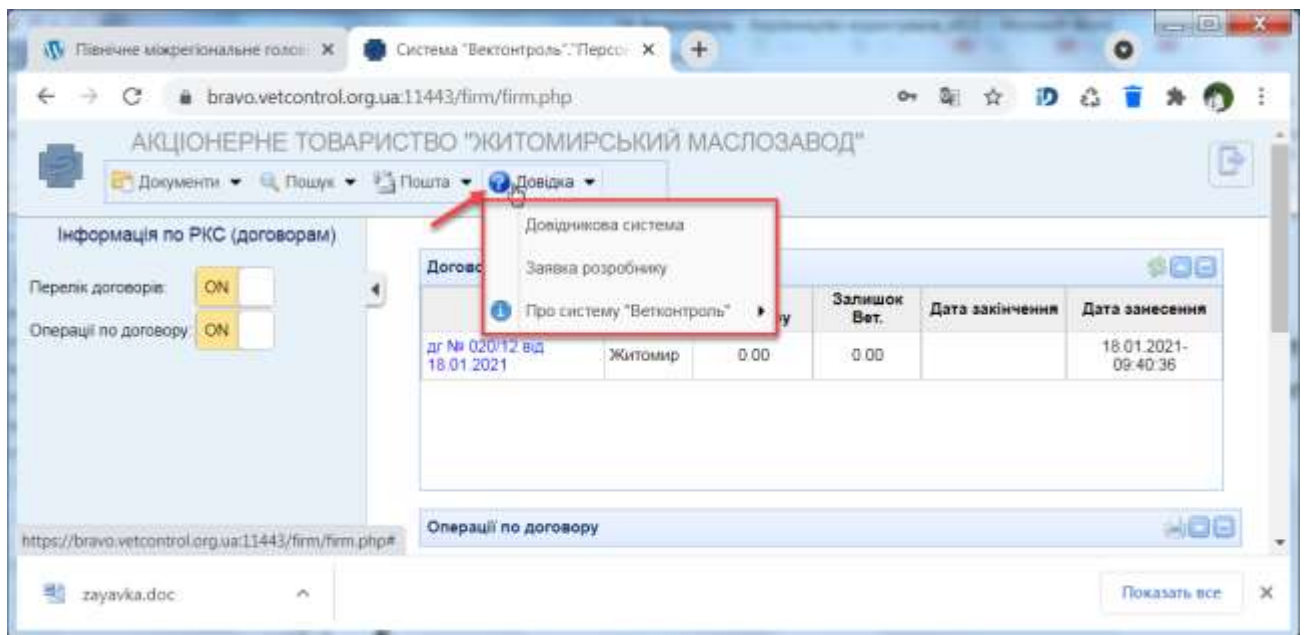 Північне міжрегіональне голо
Система "Вектонтроль"."Персо
bravo.vetcontrol.org.ua:11443/firm/firm.php
АКЦІОНЕРНЕ ТОВАРИСТВО "ЖИТОМИРСЬКИЙ МАСЛОЗАВОД"
Документи Пошук Пошта Довідка
Довідникова система
Заявка розробнику
Про систему "Ветконтроль"
Інформація по РКС (договорам)
Перелік договорів: ON
Операції по договору: ON
Догово
Залишок Вет. Дата закінчення Дата занесення
дг № 020/12 від 18.01.2021 Житомир 0.00 0.00 18.01.2021-09:40:36
Операції по договору
https://bravo.vetcontrol.org.ua:11443/firm/firm.php#
zayavka.doc
Показать все